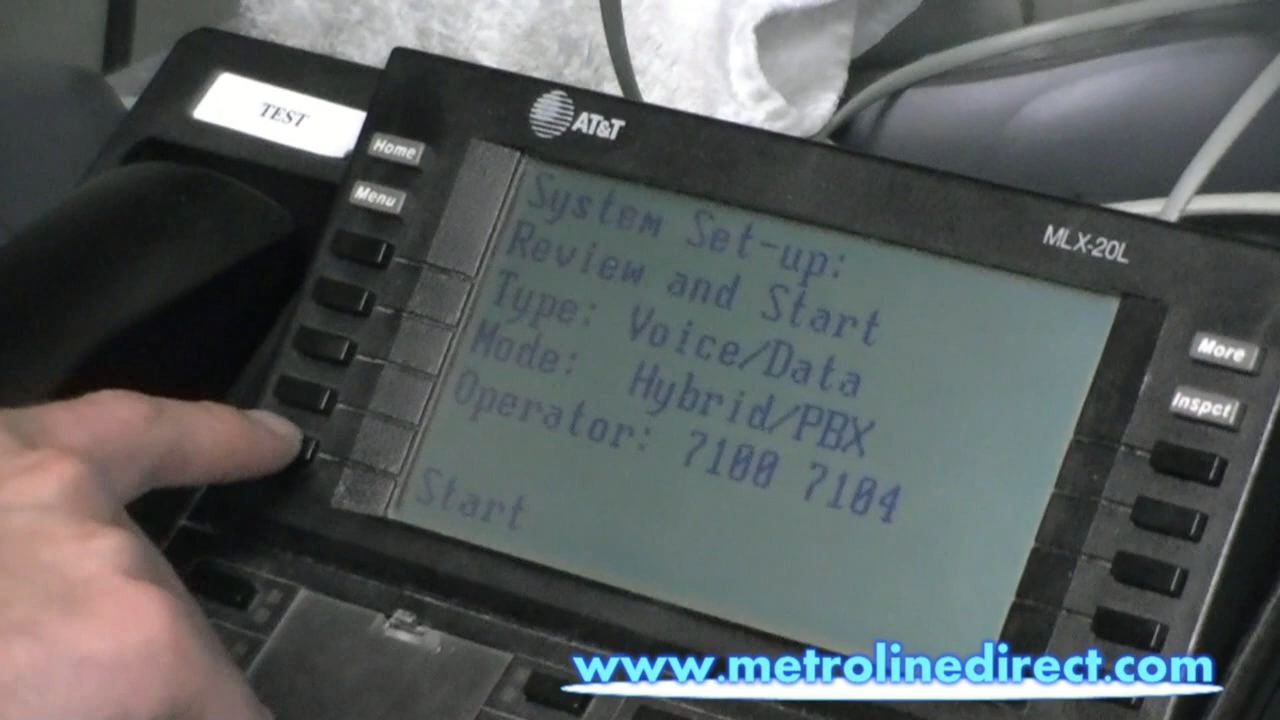 TEST
AT&T
Home
Menu
MLX-20L
System Set-up:
Review and Start
Type: Voice/Data
Mode: Hybrid/PBX
Operator: 7100 7104
Start
More
Inspct
www.metrolinedirect.com